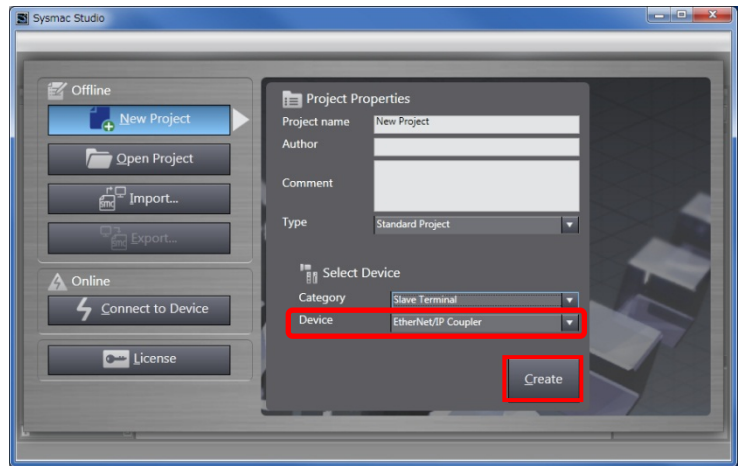 Sysmac Studio
Offline
New Project
Open Project
Import...
Export...
Online
Connect to Device
License
Project Properties
Project name New Project
Author
Comment
Type Standard Project
Select Device
Category Slave Terminal
Device EtherNet/IP Coupler
Create